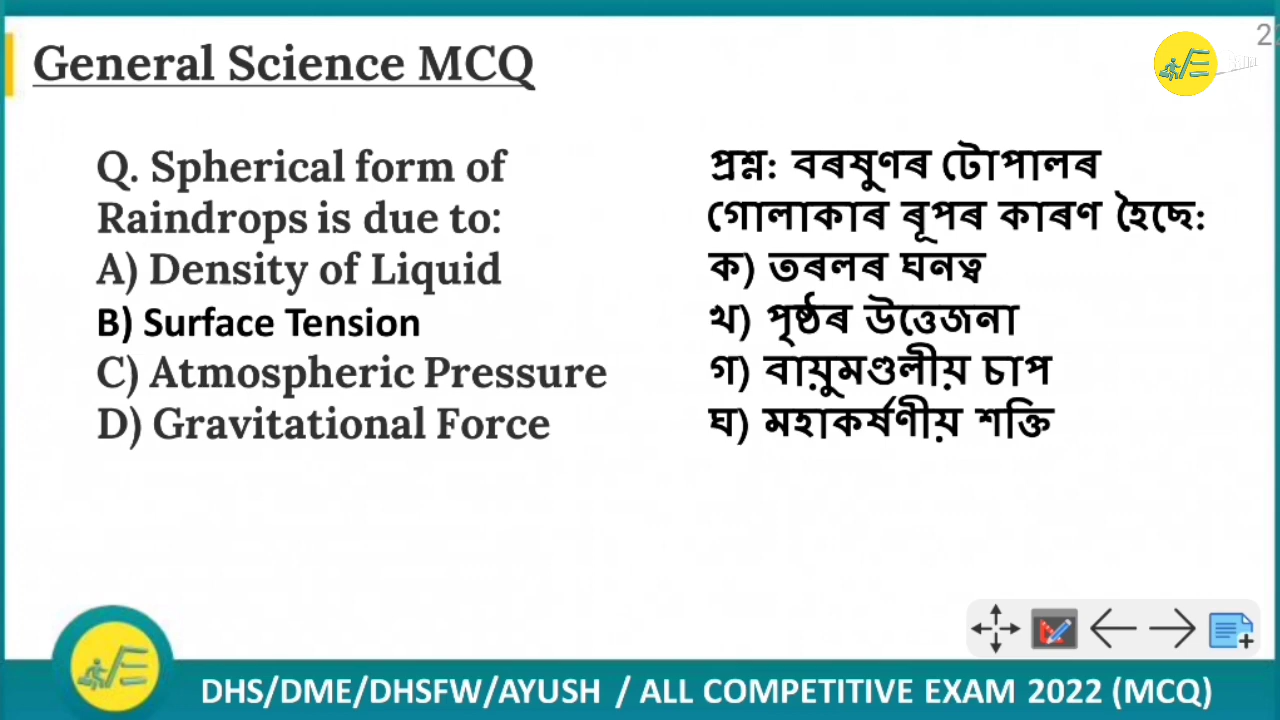 General Science MCQ
2
Q. Spherical form of
Raindrops is due to:
A) Density of Liquid
B) Surface Tension
C) Atmospheric Pressure
D) Gravitational Force
প্ৰশ্ন: বৰষুণৰ টোপালৰ
গোলাকাৰ ৰূপৰ কাৰণ হৈছে:
ক) তৰলৰ ঘনত্ব
খ) পৃষ্ঠৰ উত্তেজনা
গ) বায়ুমণ্ডলীয় চাপ
ঘ) মহাকৰ্ষণীয় শক্তি
DHS/DME/DHSFW/AYUSH / ALL COMPETITIVE EXAM 2022 (MCQ)